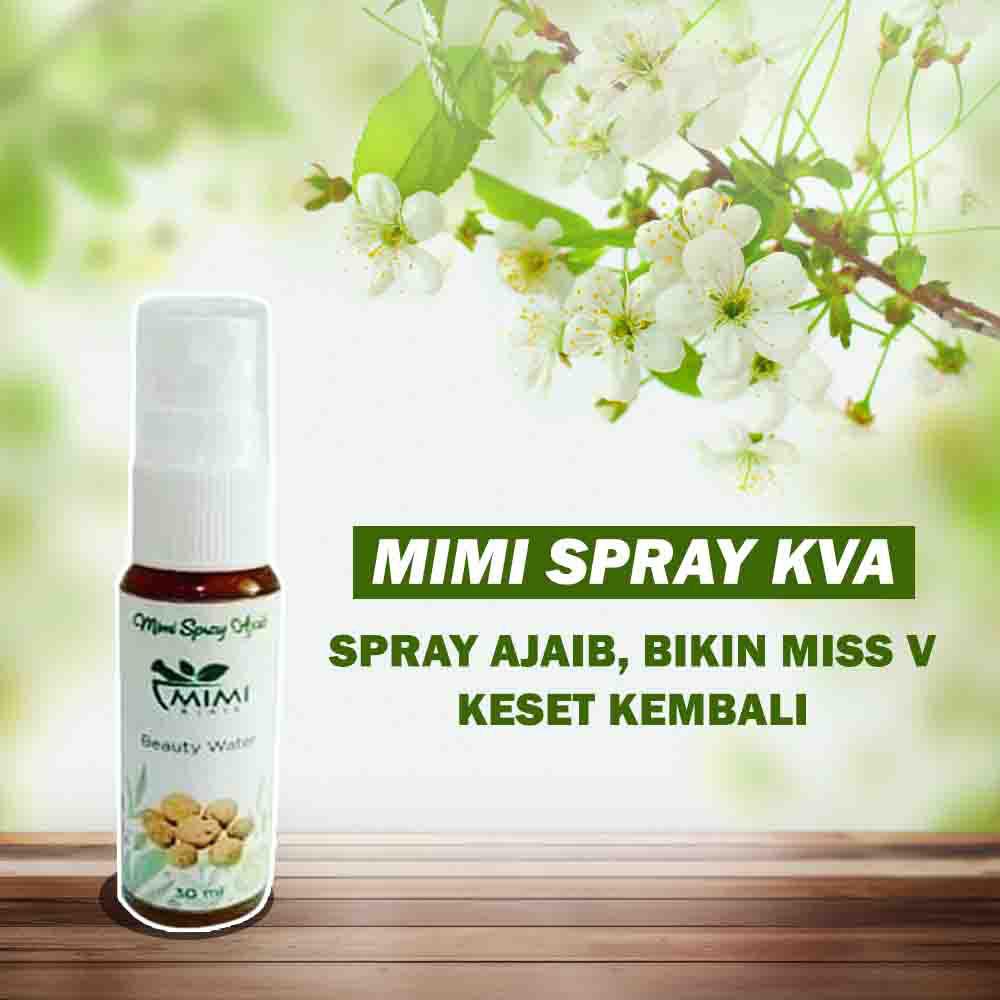 MIMI SPRAY KVA
SPRAY AJAIB, BIKIN MISS V
KESET KEMBALI
Mimi Spray Ajaib
MIMI
Beauty Water
30 ml